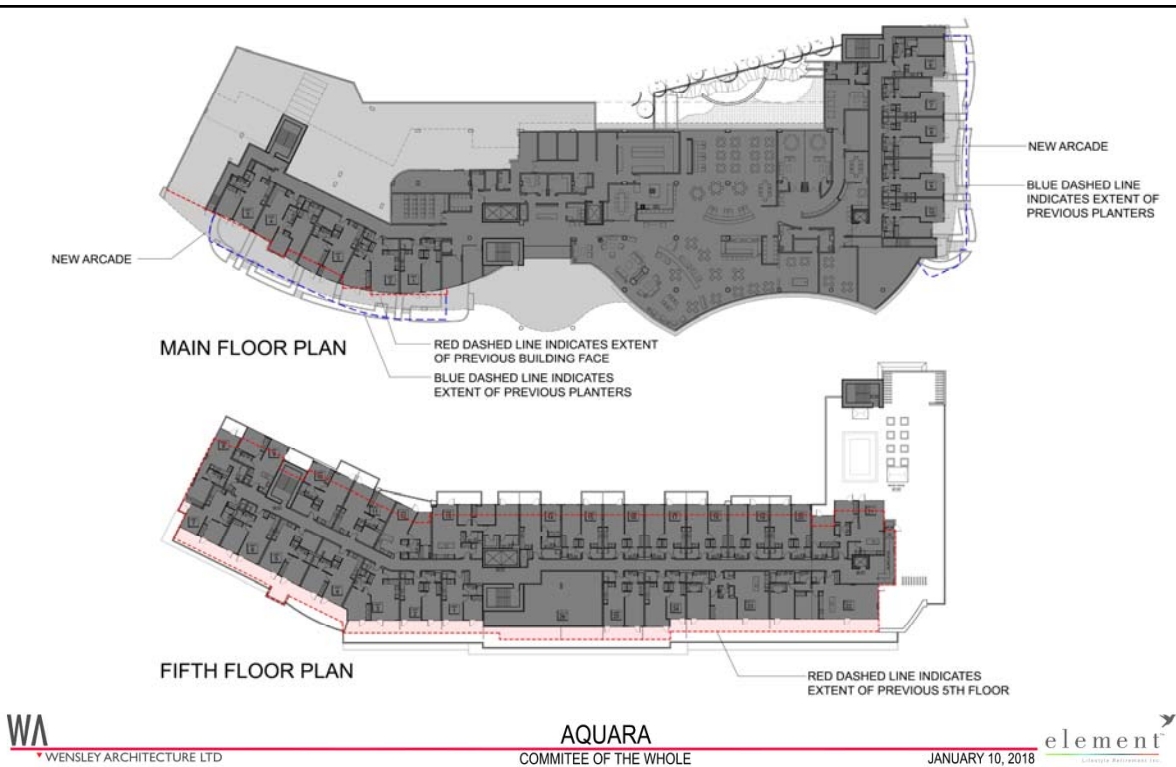 NEW ARCADE
BLUE DASHED LINE
INDICATES EXTENT OF
PREVIOUS PLANTERS
NEW ARCADE
MAIN FLOOR PLAN
RED DASHED LINE INDICATES EXTENT
OF PREVIOUS BUILDING FACE
BLUE DASHED LINE INDICATES
EXTENT OF PREVIOUS PLANTERS
FIFTH FLOOR PLAN
RED DASHED LINE INDICATES
EXTENT OF PREVIOUS 5TH FLOOR
WA
WENSLEY ARCHITECTURE LTD
AQUARA
COMMITEE OF THE WHOLE
JANUARY 10, 2018
element
Lifestyle Retirement Inc.